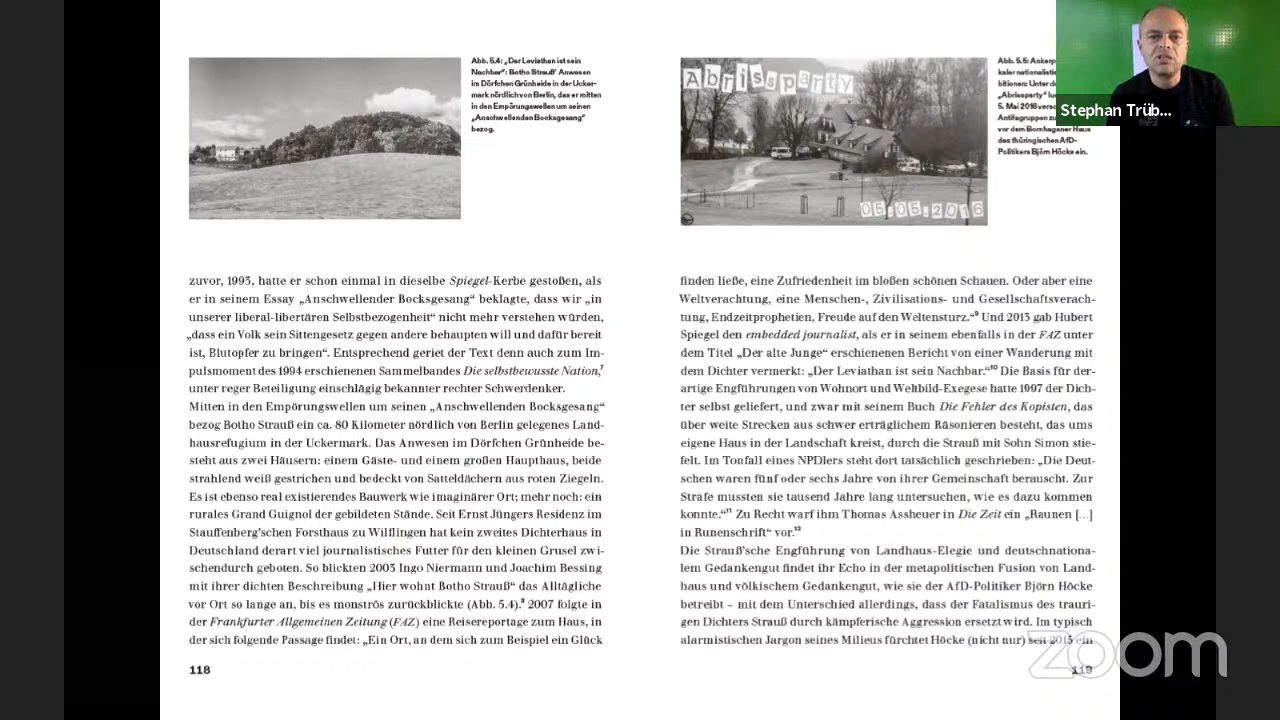 Abb. 5.4: „Der Leviathan ist sein
Nachbar“: Botho Strauß’ Anwesen
im Dörfchen Grünheide in der Ucker-
mark nördlich von Berlin, das er mitten
in den Empörungswellen um seinen
„Anschwellenden Bocksgesang“
bezog.
zuvor, 1993, hatte er schon einmal in dieselbe Spiegel-Kerbe gestoßen, als
er in seinem Essay „Anschwellender Bocksgesang“ beklagte, dass wir „in
unserer liberal-libertären Selbstbezogenheit“ nicht mehr verstehen würden,
„dass ein Volk sein Sittengesetz gegen andere behaupten will und dafür bereit
ist, Blutopfer zu bringen“. Entsprechend geriet der Text denn auch zum Im-
pulsmoment des 1994 erschienenen Sammelbandes Die selbstbewusste Nation,⁷
unter reger Beteiligung einschlägig bekannter rechter Schwerdenker.
Mitten in den Empörungswellen um seinen „Anschwellenden Bocksgesang“
bezog Botho Strauß ein ca. 80 Kilometer nördlich von Berlin gelegenes Land-
hausrefugium in der Uckermark. Das Anwesen im Dörfchen Grünheide be-
steht aus zwei Häusern: einem Gäste- und einem großen Haupthaus, beide
strahlend weiß gestrichen und bedeckt von Satteldächern aus roten Ziegeln.
Es ist ebenso real existierendes Bauwerk wie imaginärer Ort; mehr noch: ein
rurales Grand Guignol der gebildeten Stände. Seit Ernst Jüngers Residenz im
Stauffenberg’schen Forsthaus zu Wilflingen hat kein zweites Dichterhaus in
Deutschland derart viel journalistisches Futter für den kleinen Grusel zwi-
schendurch geboten. So blickten 2003 Ingo Niermann und Joachim Bessing
mit ihrer dichten Beschreibung „Hier wohnt Botho Strauß“ das Alltägliche
vor Ort so lange an, bis es monströs zurückblickte (Abb. 5.4).⁸ 2007 folgte in
der Frankfurter Allgemeinen Zeitung (FAZ) eine Reisereportage zum Haus, in
der sich folgende Passage findet: „Ein Ort, an dem sich zum Beispiel ein Glück
118
Abrissparty
05.05.2016
Abb. 5.5: Ankerp
kaler nationalisti
bitionen: Unter de
„Abrissparty“ lu
5. Mai 2016 versc
Antifagruppen zu
vor dem Bornhagener Haus
des thüringischen AfD-
Politikers Björn Höcke ein.
finden ließe, eine Zufriedenheit im bloßen schönen Schauen. Oder aber eine
Weltverachtung, eine Menschen-, Zivilisations- und Gesellschaftsverach-
tung, Endzeitprophetien, Freude auf den Weltensturz.“⁹ Und 2013 gab Hubert
Spiegel den embedded journalist, als er in seinem ebenfalls in der FAZ unter
dem Titel „Der alte Junge“ erschienenen Bericht von einer Wanderung mit
dem Dichter vermerkt: „Der Leviathan ist sein Nachbar.“¹⁰ Die Basis für der-
artige Engführungen von Wohnort und Weltbild-Exegese hatte 1997 der Dich-
ter selbst geliefert, und zwar mit seinem Buch Die Fehler des Kopisten, das
über weite Strecken aus schwer erträglichem Räsonieren besteht, das ums
eigene Haus in der Landschaft kreist, durch die Strauß mit Sohn Simon stie-
felt. Im Tonfall eines NPDlers steht dort tatsächlich geschrieben: „Die Deut-
schen waren fünf oder sechs Jahre von ihrer Gemeinschaft berauscht. Zur
Strafe mussten sie tausend Jahre lang untersuchen, wie es dazu kommen
konnte.“¹¹ Zu Recht warf ihm Thomas Assheuer in Die Zeit ein „Raunen [...]
in Runenschrift“ vor.¹²
Die Strauß’sche Engführung von Landhaus-Elegie und deutschnationa-
lem Gedankengut findet ihr Echo in der metapolitischen Fusion von Land-
haus und völkischem Gedankengut, wie sie der AfD-Politiker Björn Höcke
betreibt – mit dem Unterschied allerdings, dass der Fatalismus des trauri-
gen Dichters Strauß durch kämpferische Aggression ersetzt wird. Im typisch
alarmistischen Jargon seines Milieus fürchtet Höcke (nicht nur) seit 2015 ein
119
Stephan Trüb...
zoom